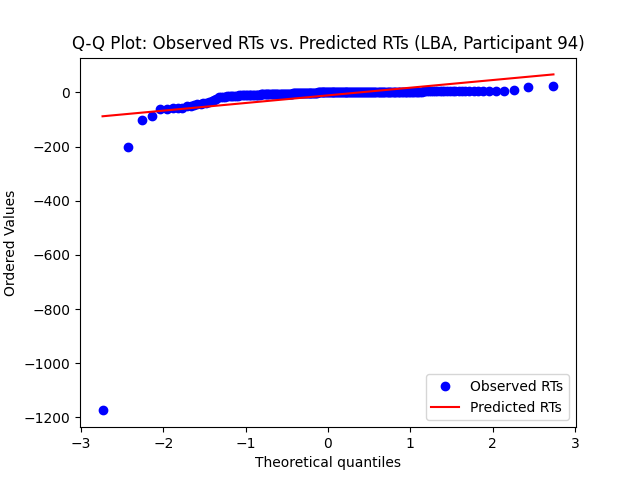 Q-Q Plot: Observed RTs vs. Predicted RTs (LBA, Participant 94)
0
−200
−400
−600
−800
−1000
−1200
Ordered Values
−3
−2
−1
0
1
2
3
Theoretical quantiles
Observed RTs
Predicted RTs